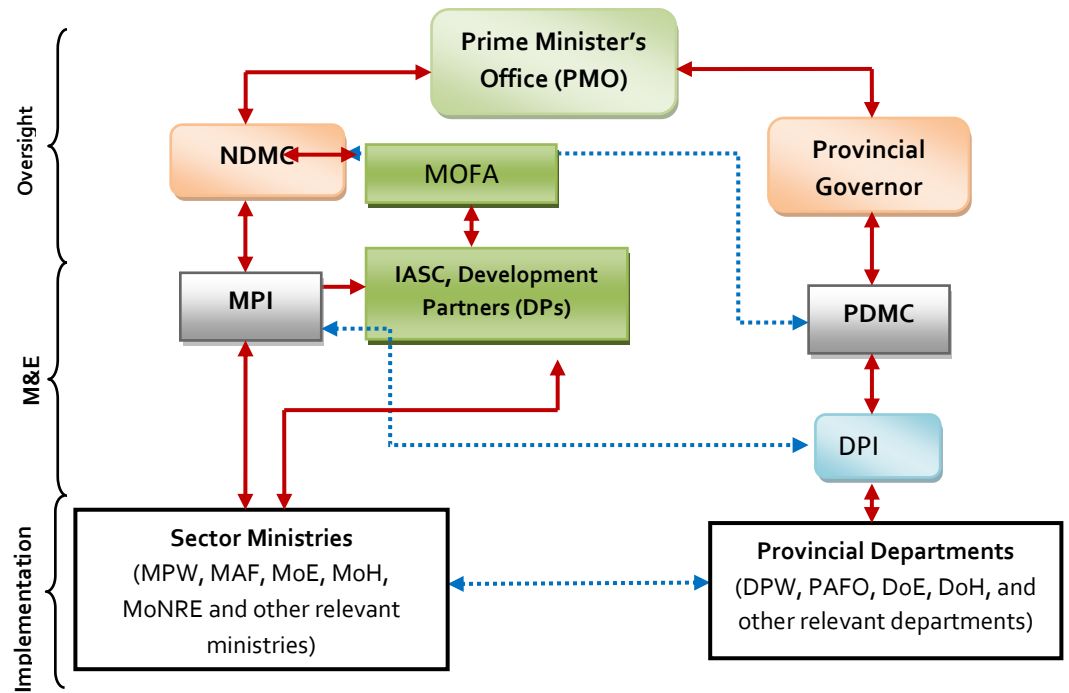 Prime Minister's
Office (PMO)
Oversight
NDMC
MOFA
Provincial
Governor
IASC, Development
Partners (DPs)
MPI
PDMC
M&E
DPI
Implementation
Sector Ministries
(MPW, MAF, MoE, MoH,
MoNRE and other relevant
ministries)
Provincial Departments
(DPW, PAFO, DoE, DoH, and
other relevant departments)